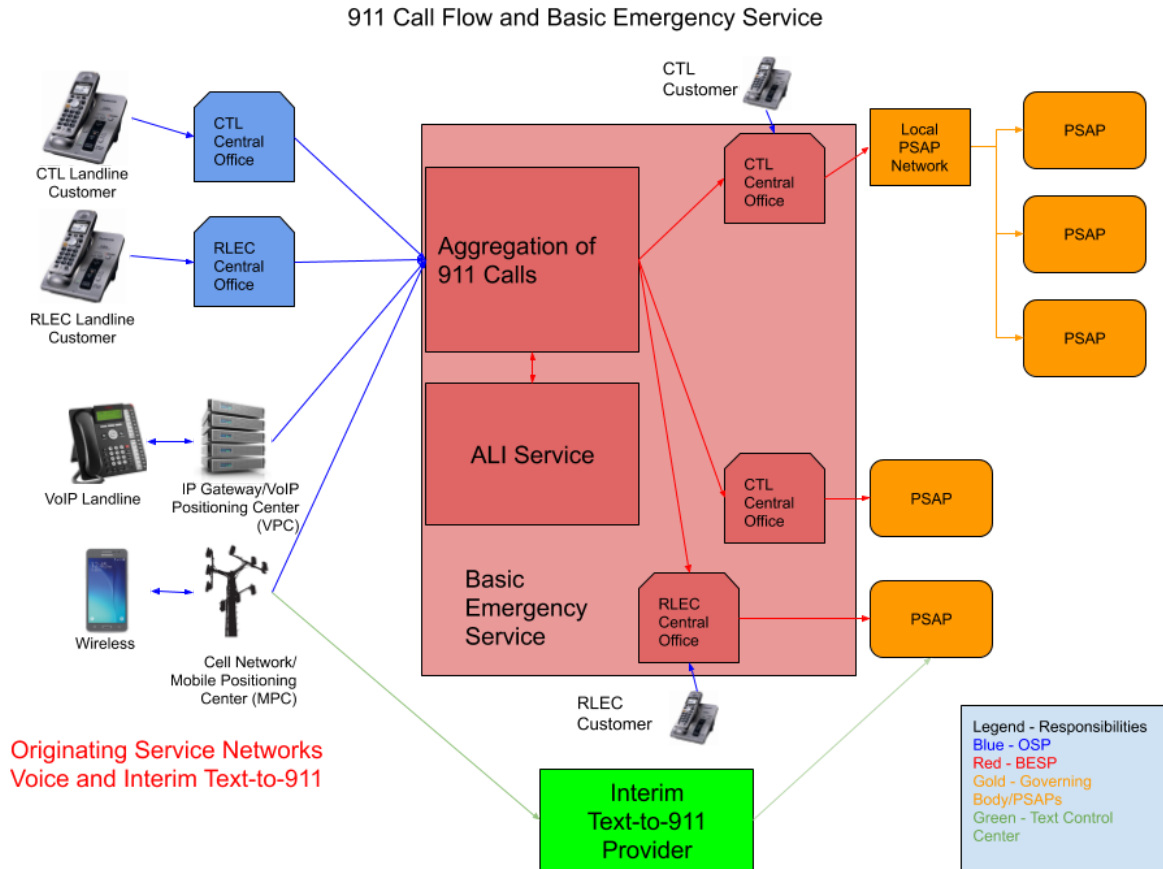 911 Call Flow and Basic Emergency Service
CTL
Customer
CTL
Central
Office
CTL Landline
Customer
RLEC
Central
Office
RLEC Landline
Customer
VoIP Landline
IP Gateway/VoIP
Positioning Center
(VPC)
Wireless
Cell Network/
Mobile Positioning
Center (MPC)
Originating Service Networks
Voice and Interim Text-to-911
Aggregation of
911 Calls
ALI Service
Basic
Emergency
Service
CTL
Central
Office
CTL
Central
Office
RLEC
Central
Office
RLEC
Customer
Local
PSAP
Network
PSAP
PSAP
PSAP
PSAP
PSAP
Interim
Text-to-911
Provider
Legend - Responsibilities
Blue - OSP
Red - BESP
Gold - Governing
Body/PSAPs
Green - Text Control
Center